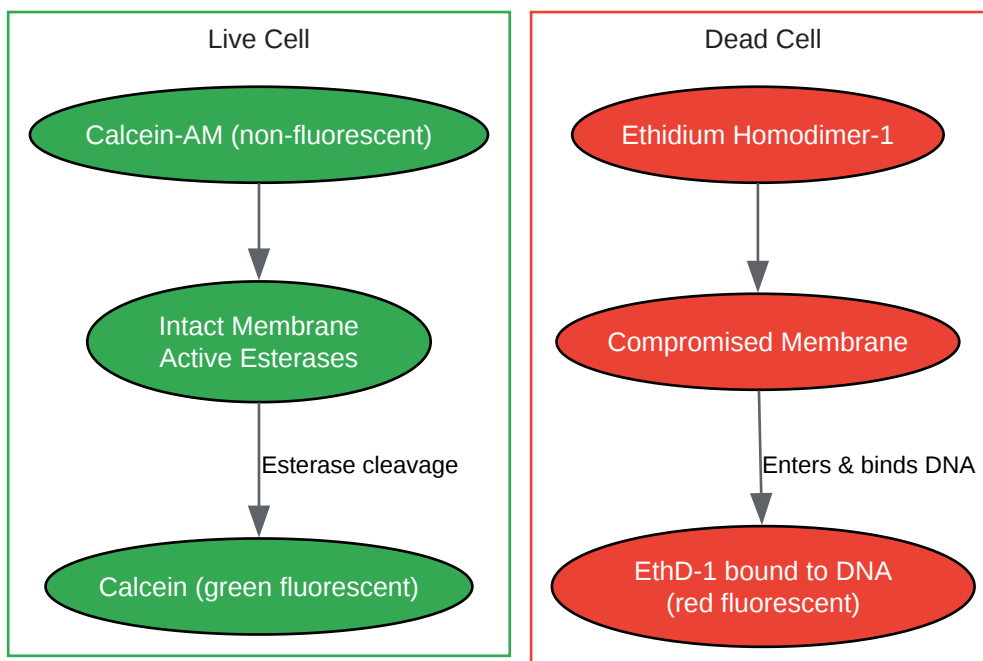 Live Cell
Calcein-AM (non-fluorescent)
Intact Membrane
Active Esterases
Esterase cleavage
Calcein (green fluorescent)
Dead Cell
Ethidium Homodimer-1
Compromised Membrane
Enters & binds DNA
EthD-1 bound to DNA
(red fluorescent)